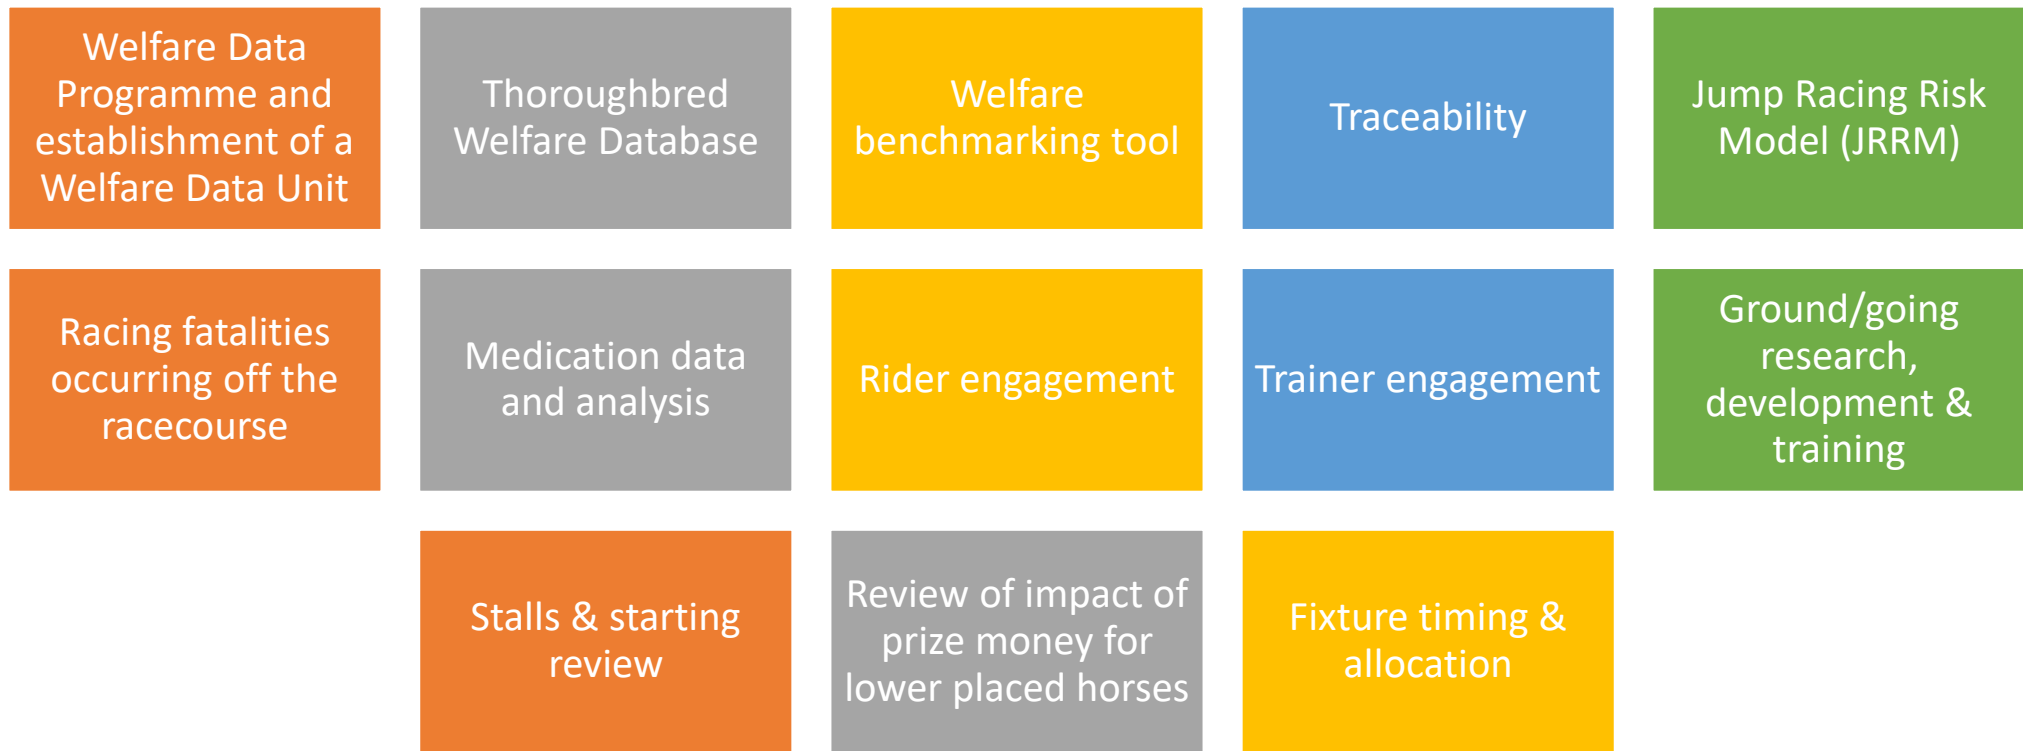 Welfare Data
Programme and
establishment of a
Welfare Data Unit
Thoroughbred
Welfare Database
Welfare
benchmarking tool
Traceability
Jump Racing Risk
Model (JRRM)
Racing fatalities
occurring off the
racecourse
Medication data
and analysis
Rider engagement
Trainer engagement
Ground/going
research,
development &
training
Stalls & starting
review
Review of impact of
prize money for
lower placed horses
Fixture timing &
allocation